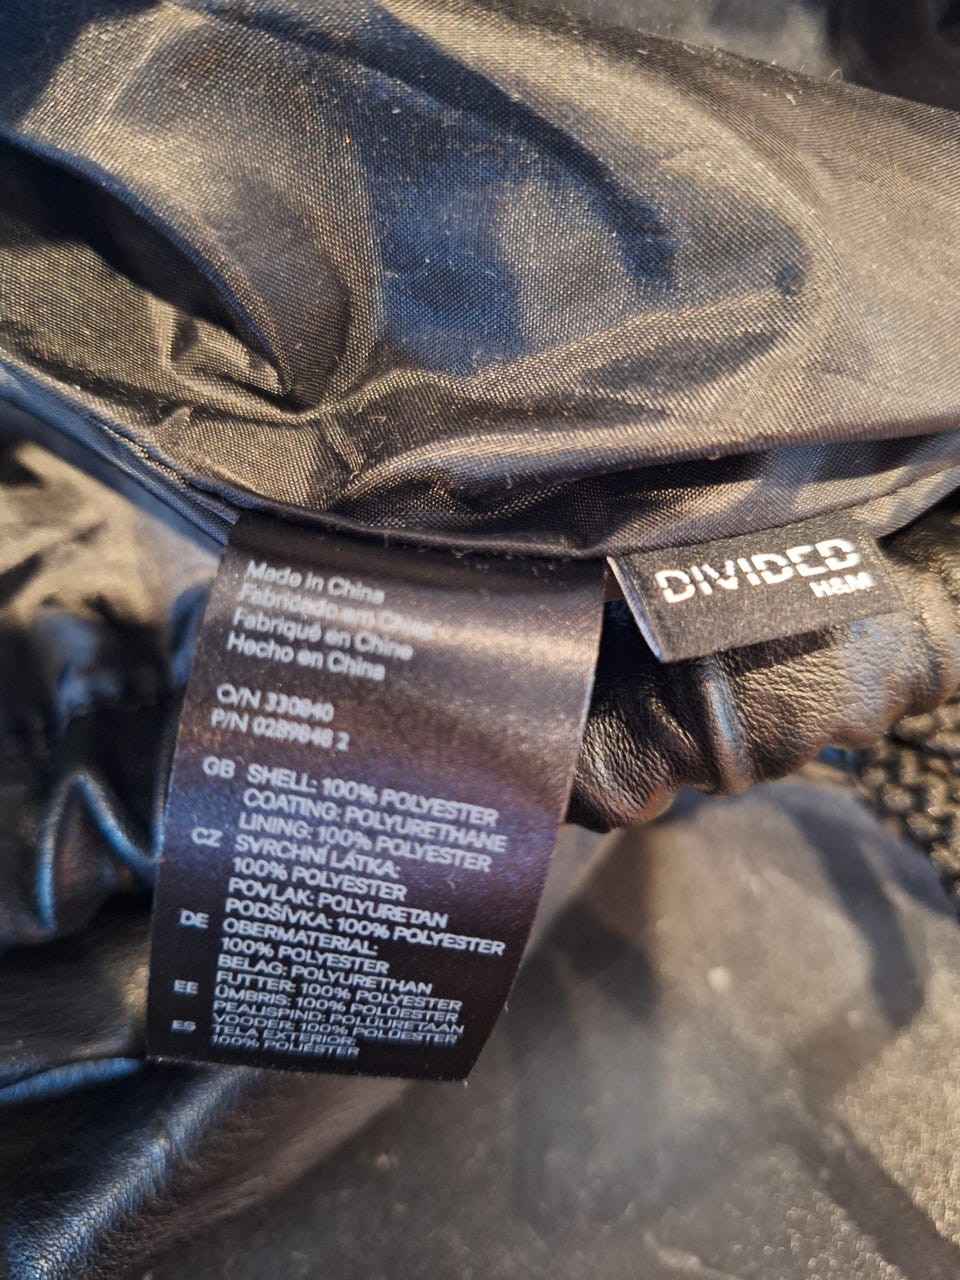 Made in China
Fabricado em China
Fabriqué en Chine
Hecho en China
O/N 330840
P/N 0289848 2
GB SHELL: 100% POLYESTER
COATING: POLYURETHANE
LINING: 100% POLYESTER
CZ SVRCHNÍ LÁTKA:
100% POLYESTER
POVLAK: POLYURETAN
PODŠÍVKA: 100% POLYESTER
DE OBERMATERIAL:
100% POLYESTER
BELAG: POLYURETHAN
FUTTER: 100% POLYESTER
EE ÜMBRIS: 100% POLÜESTER
PEALISPIND: POLÜURETAAN
VOODER: 100% POLÜESTER
ES TELA EXTERIOR:
100% POLIÉSTER
DIVIDED
H&M